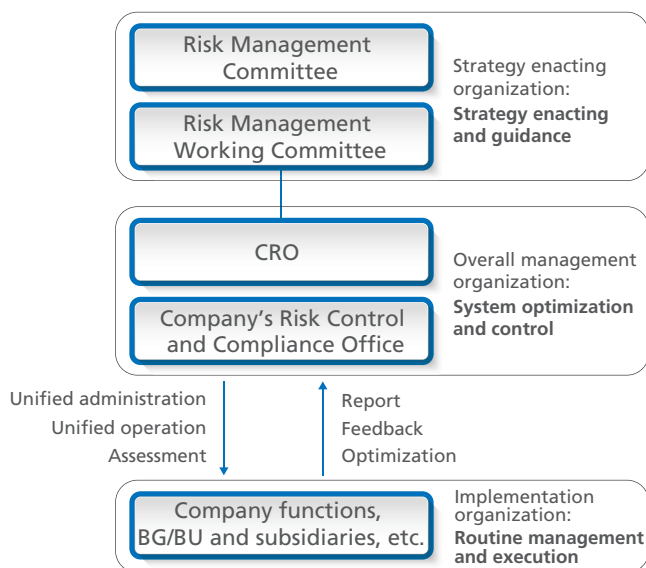 Risk Management
Committee
Risk Management
Working Committee
Strategy enacting
organization:
Strategy enacting
and guidance
CRO
Company’s Risk Control
and Compliance Office
Overall management
organization:
System optimization
and control
Unified administration
Unified operation
Assessment
Report
Feedback
Optimization
Company functions,
BG/BU and subsidiaries, etc.
Implementation
organization:
Routine management
and execution